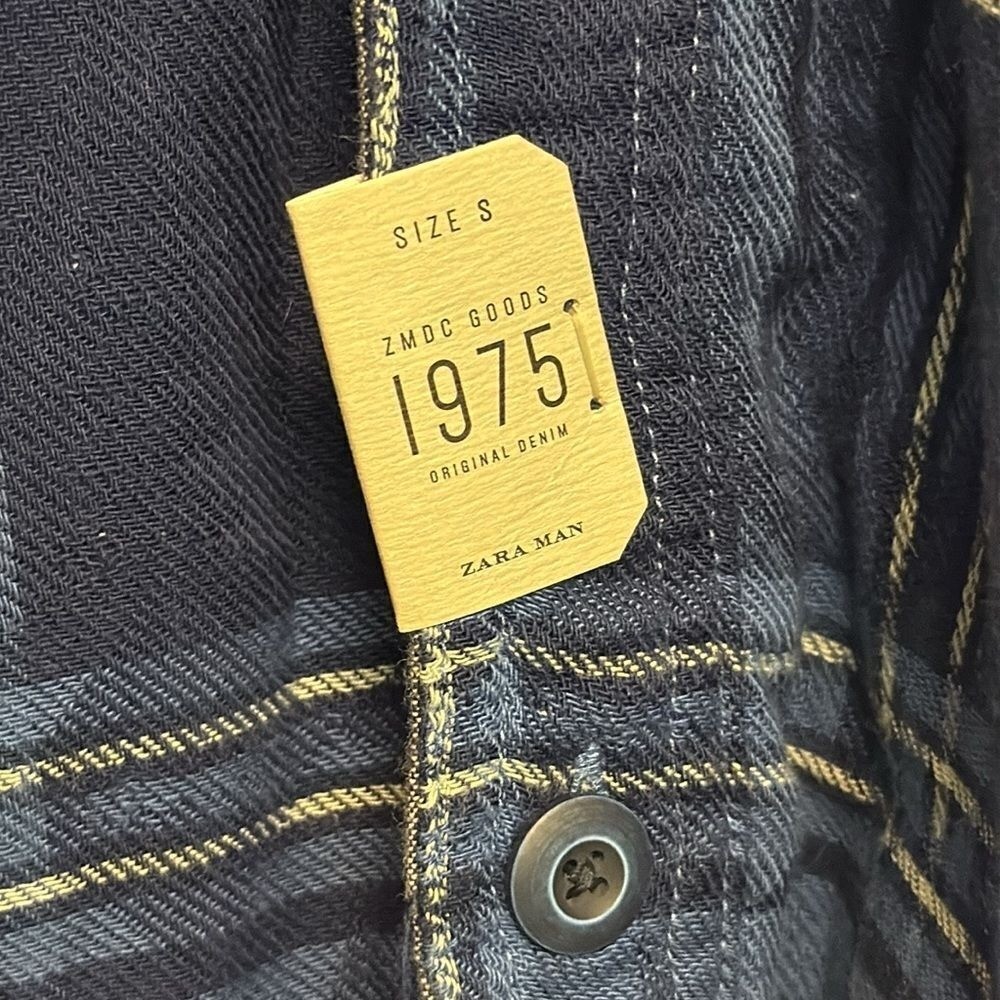 SIZE S
ZMDC GOODS
1975
ORIGINAL DENIM
ZARA MAN